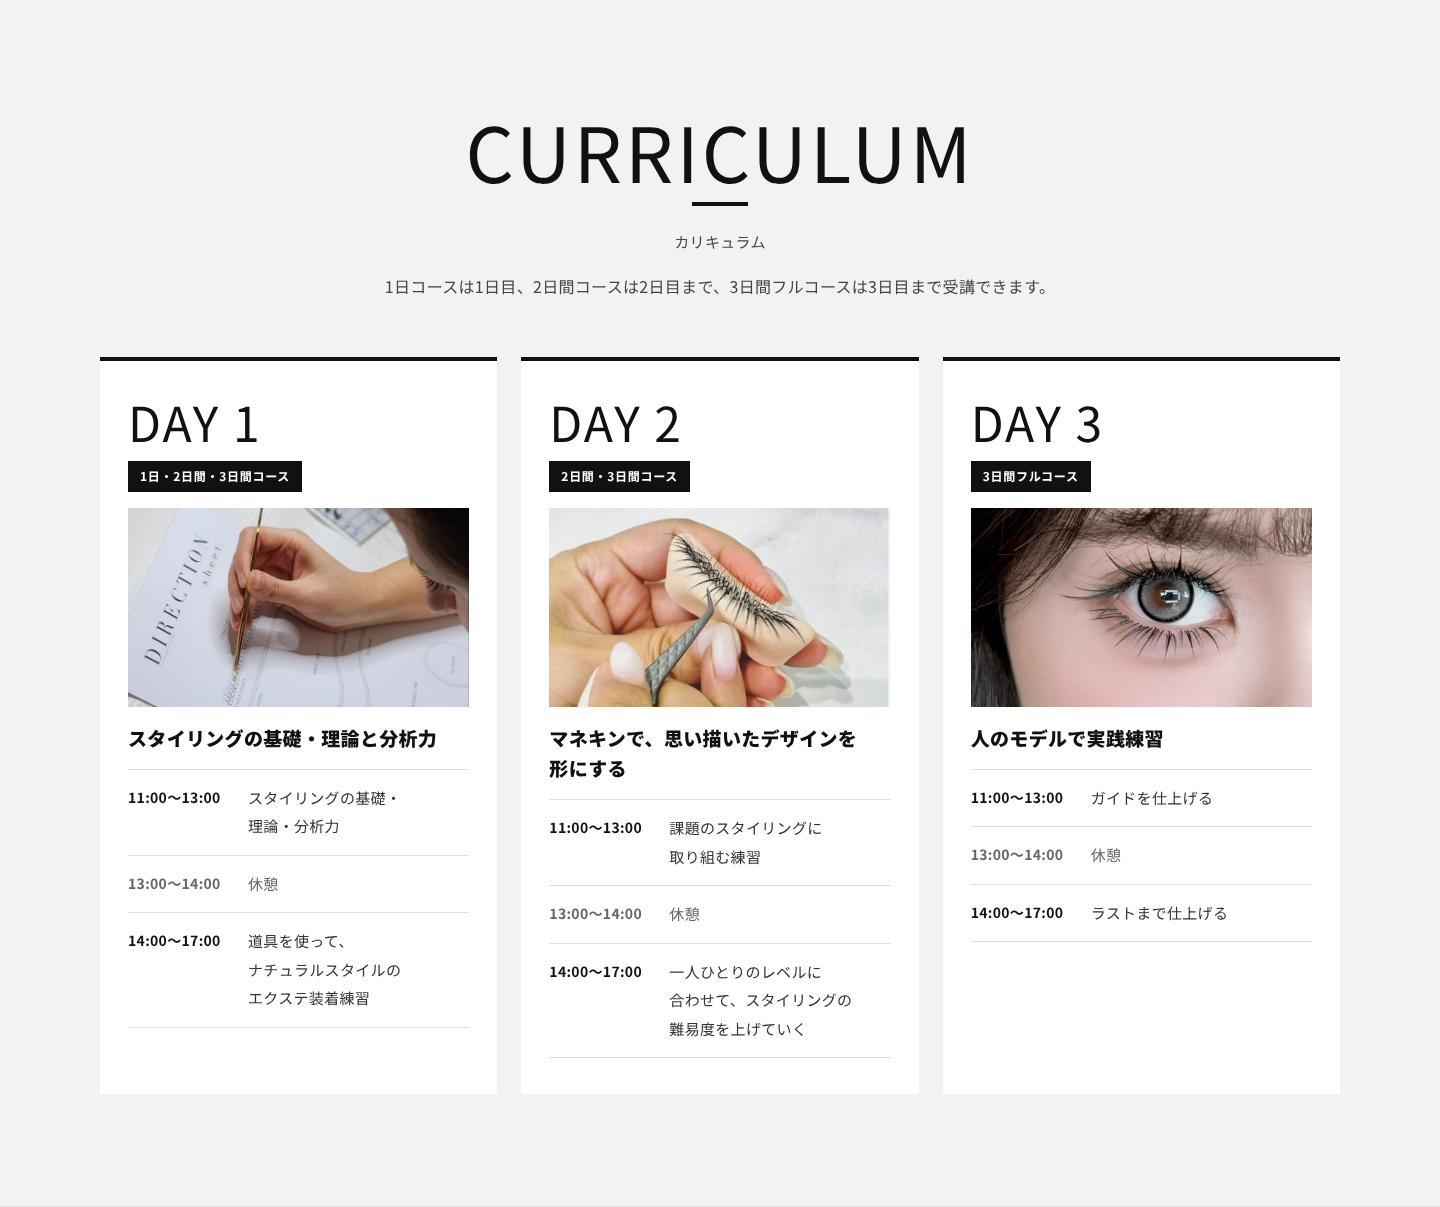 CURRICULUM
カリキュラム
1日コースは1日目、2日間コースは2日目まで、3日間フルコースは3日目まで受講できます。
DAY 1
1日・2日間・3日間コース
DIRECTION
sheet
スタイリングの基礎・理論と分析力
11:00〜13:00 スタイリングの基礎・
理論・分析力
13:00〜14:00 休憩
14:00〜17:00 道具を使って、
ナチュラルスタイルの
エクステ装着練習
DAY 2
2日間・3日間コース
マネキンで、思い描いたデザインを
形にする
11:00〜13:00 課題のスタイリングに
取り組む練習
13:00〜14:00 休憩
14:00〜17:00 一人ひとりのレベルに
合わせて、スタイリングの
難易度を上げていく
DAY 3
3日間フルコース
人のモデルで実践練習
11:00〜13:00 ガイドを仕上げる
13:00〜14:00 休憩
14:00〜17:00 ラストまで仕上げる